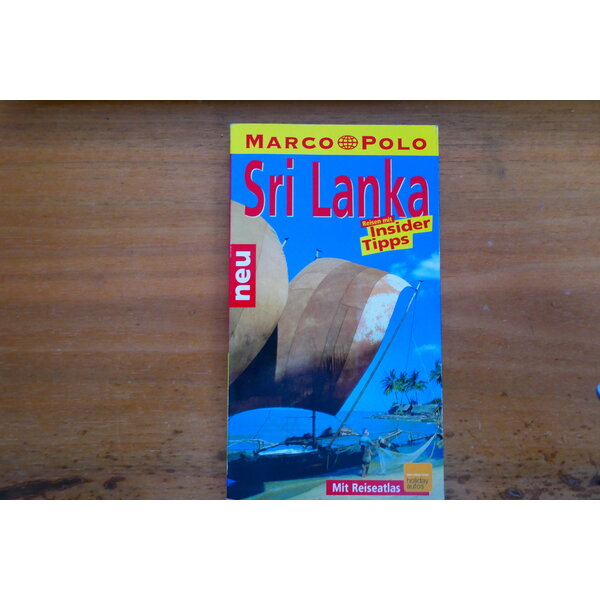 MARCO POLO
Sri Lanka
Reisen mit
Insider
Tipps
neu
Mit Reiseatlas
holiday
autos